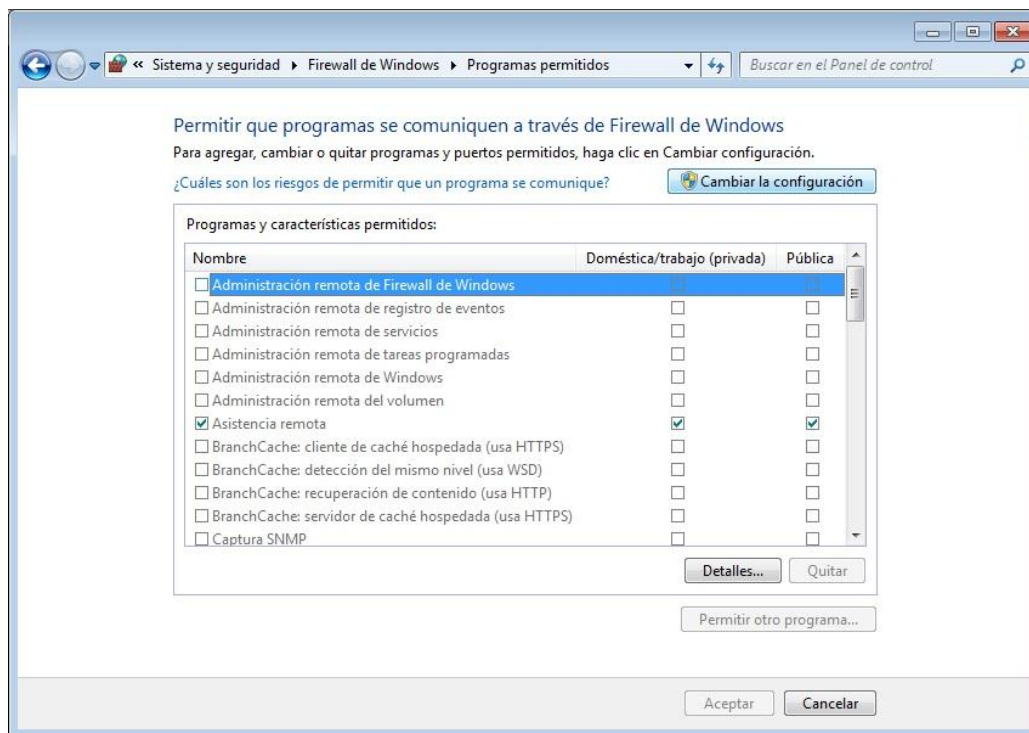 « Sistema y seguridad ▸ Firewall de Windows ▸ Programas permitidos
Buscar en el Panel de control
Permitir que programas se comuniquen a través de Firewall de Windows
Para agregar, cambiar o quitar programas y puertos permitidos, haga clic en Cambiar configuración.
¿Cuáles son los riesgos de permitir que un programa se comunique?
Cambiar la configuración
Programas y características permitidos:
Nombre Doméstica/trabajo (privada) Pública
Administración remota de Firewall de Windows
Administración remota de registro de eventos
Administración remota de servicios
Administración remota de tareas programadas
Administración remota de Windows
Administración remota del volumen
Asistencia remota
BranchCache: cliente de caché hospedada (usa HTTPS)
BranchCache: detección del mismo nivel (usa WSD)
BranchCache: recuperación de contenido (usa HTTP)
BranchCache: servidor de caché hospedada (usa HTTPS)
Captura SNMP
Detalles... Quitar
Permitir otro programa...
Aceptar Cancelar